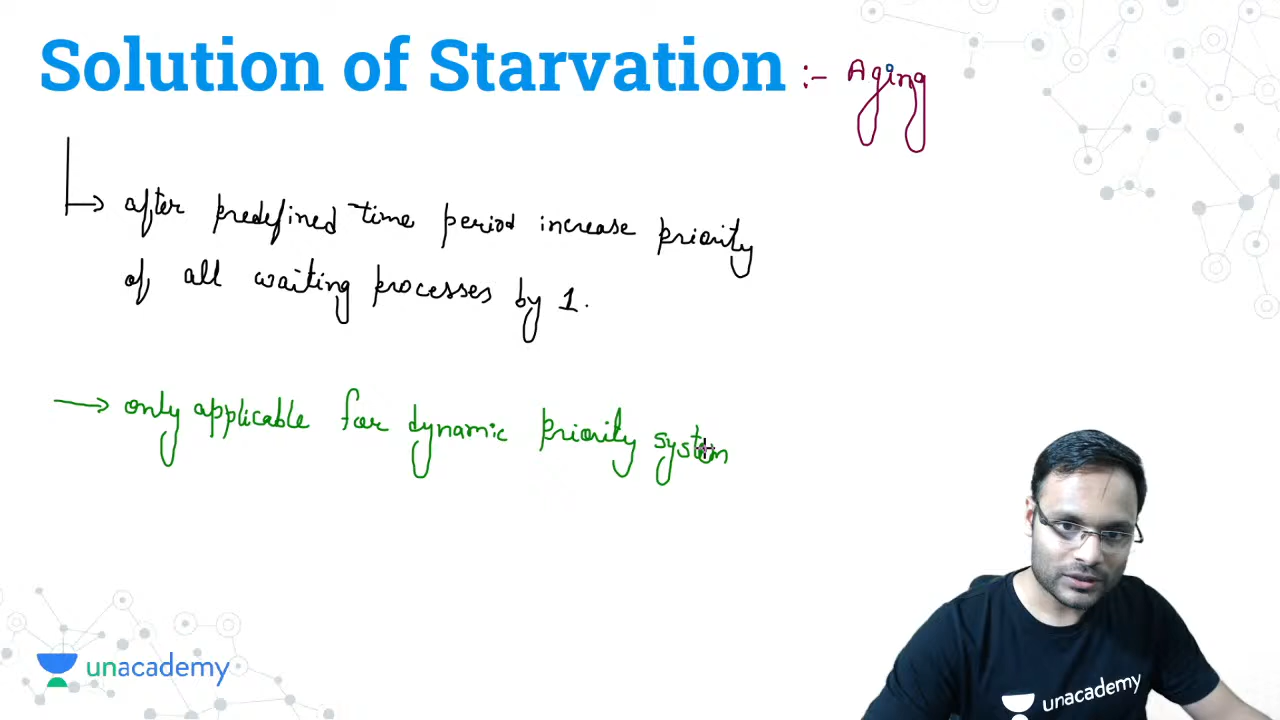 Solution of Starvation :- Aging
after predefined time period increase priority
of all waiting processes by 1.
only applicable for dynamic priority system
unacademy
unacademy